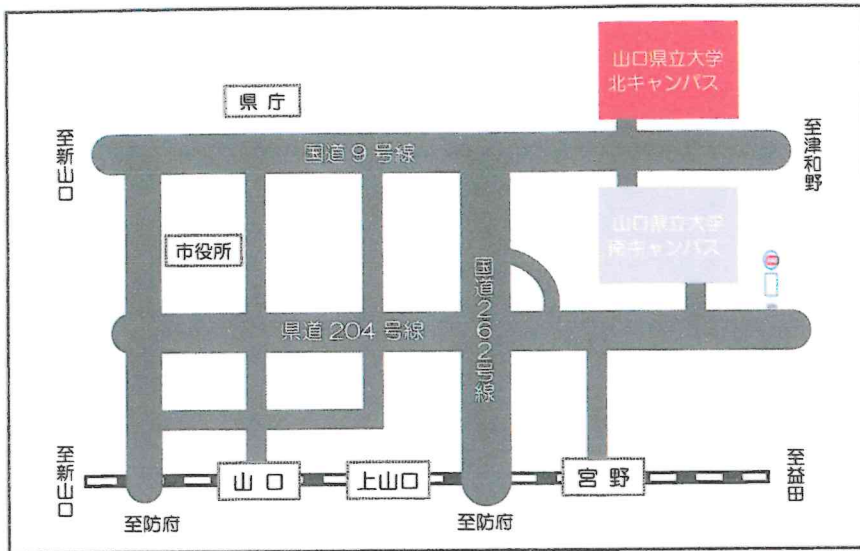 山口県立大学
北キャンパス
県庁
至新山口
国道9号線
至津和野
山口県立大学
南キャンパス
市役所
国道262号線
県道204号線
至新山口
山口
上山口
宮野
至益田
至防府
至防府